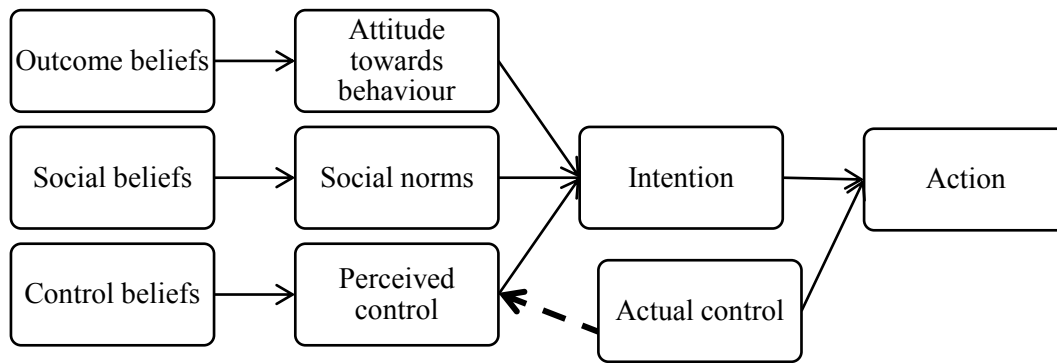 Outcome beliefs
Attitude
towards
behaviour
Social beliefs
Social norms
Intention
Action
Control beliefs
Perceived
control
Actual control